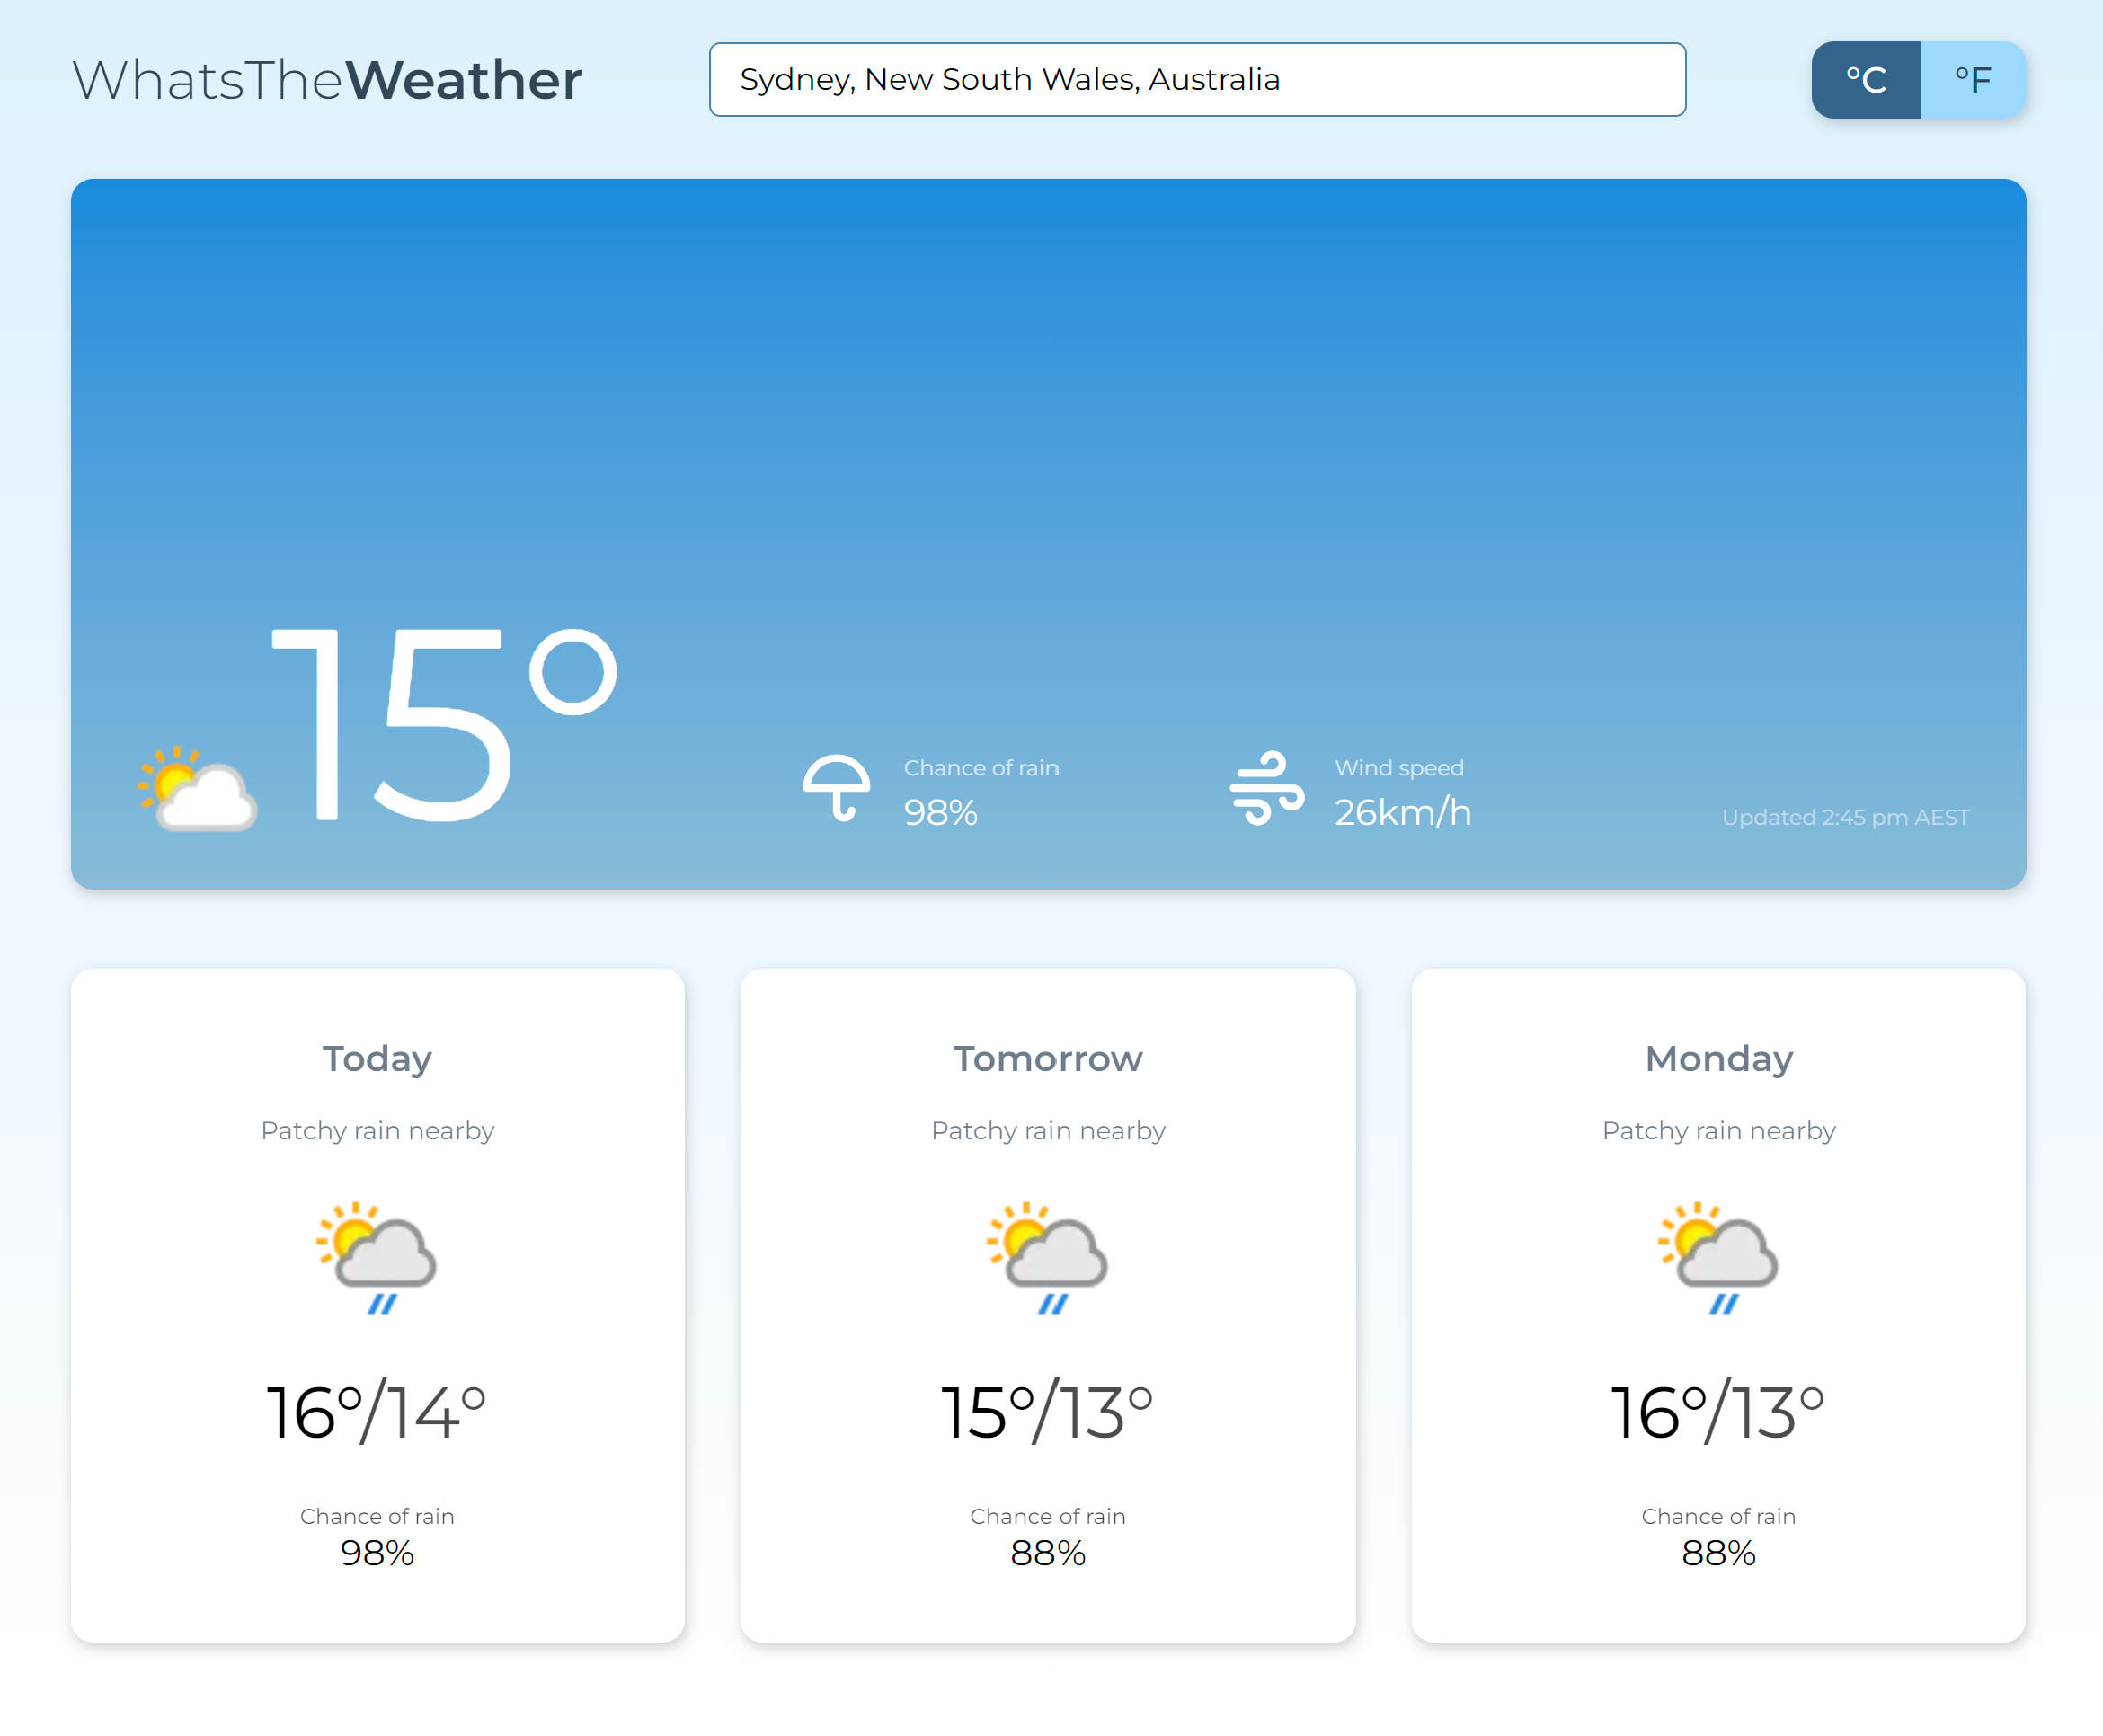 WhatsTheWeather
Sydney, New South Wales, Australia
°C
°F
15°
Chance of rain
98%
Wind speed
26km/h
Updated 2:45 pm AEST
Today
Patchy rain nearby
16°/14°
Chance of rain
98%
Tomorrow
Patchy rain nearby
15°/13°
Chance of rain
88%
Monday
Patchy rain nearby
16°/13°
Chance of rain
88%